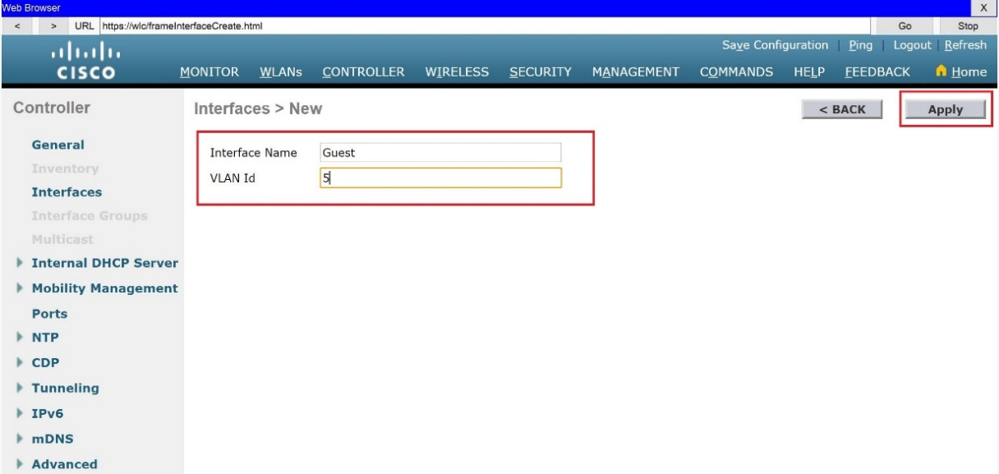 Web Browser X
< > URL https://wlc/frameInterfaceCreate.html Go Stop
Save Configuration | Ping | Logout | Refresh
CISCO MONITOR WLANs CONTROLLER WIRELESS SECURITY MANAGEMENT COMMANDS HELP FEEDBACK Home
Controller Interfaces > New < BACK Apply
General
Interface Name Guest
Inventory
VLAN Id 5
Interfaces
Interface Groups
Multicast
Internal DHCP Server
Mobility Management
Ports
NTP
CDP
Tunneling
IPv6
mDNS
Advanced